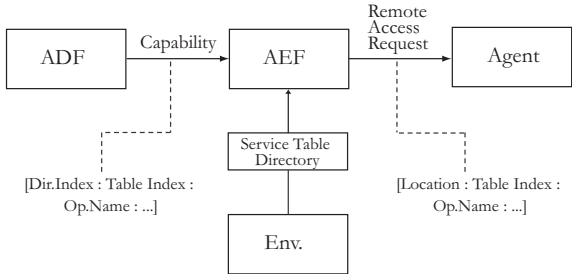 ADF
Capability
AEF
Remote
Access
Request
Agent
Service Table
Directory
[Dir.Index : Table Index :
Op.Name : ...]
[Location : Table Index :
Op.Name : ...]
Env.